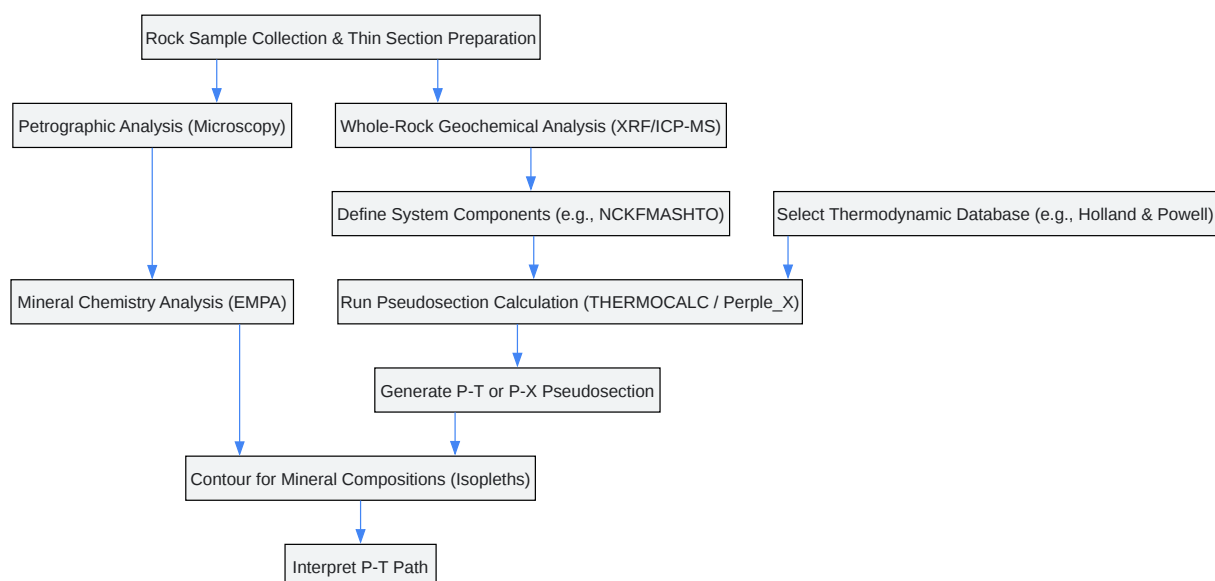 Rock Sample Collection & Thin Section Preparation
Petrographic Analysis (Microscopy)
Whole-Rock Geochemical Analysis (XRF/ICP-MS)
Define System Components (e.g., NCKFMASHTO)
Select Thermodynamic Database (e.g., Holland & Powell)
Mineral Chemistry Analysis (EMPA)
Run Pseudosection Calculation (THERMOCALC / Perple_X)
Generate P-T or P-X Pseudosection
Contour for Mineral Compositions (Isopleths)
Interpret P-T Path